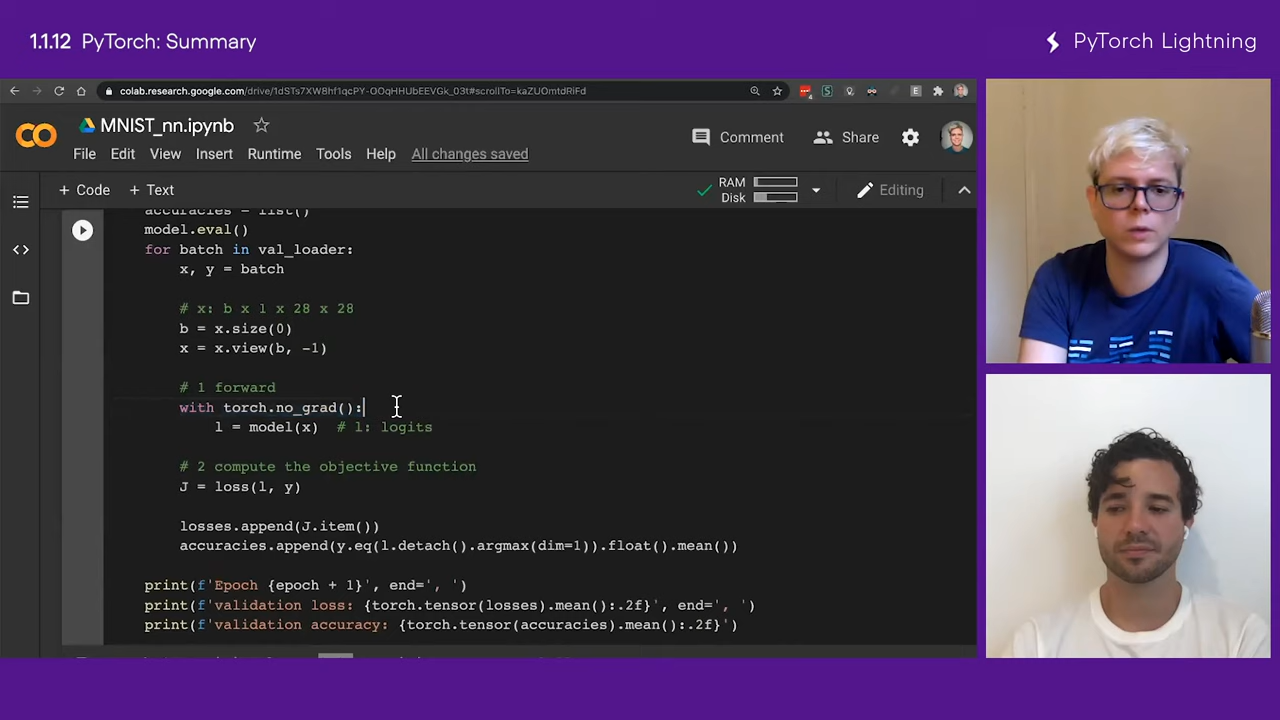 1.1.12 PyTorch: Summary
PyTorch Lightning
colab.research.google.com/drive/1dSTs7XW8hf1qcPY-OOqHHUbEEVGk_03t#scrollTo=kaZUOmtdRiFd
MNIST_nn.ipynb
Comment
Share
File Edit View Insert Runtime Tools Help All changes saved
+ Code + Text
RAM
Disk
Editing
accuracies = list()
model.eval()
for batch in val_loader:
x, y = batch
# x: b x 1 x 28 x 28
b = x.size(0)
x = x.view(b, -1)
# 1 forward
with torch.no_grad():
l = model(x)  # l: logits
# 2 compute the objective function
J = loss(l, y)
losses.append(J.item())
accuracies.append(y.eq(l.detach().argmax(dim=1)).float().mean())
print(f'Epoch {epoch + 1}', end=', ')
print(f'validation loss: {torch.tensor(losses).mean():.2f}', end=', ')
print(f'validation accuracy: {torch.tensor(accuracies).mean():.2f}')